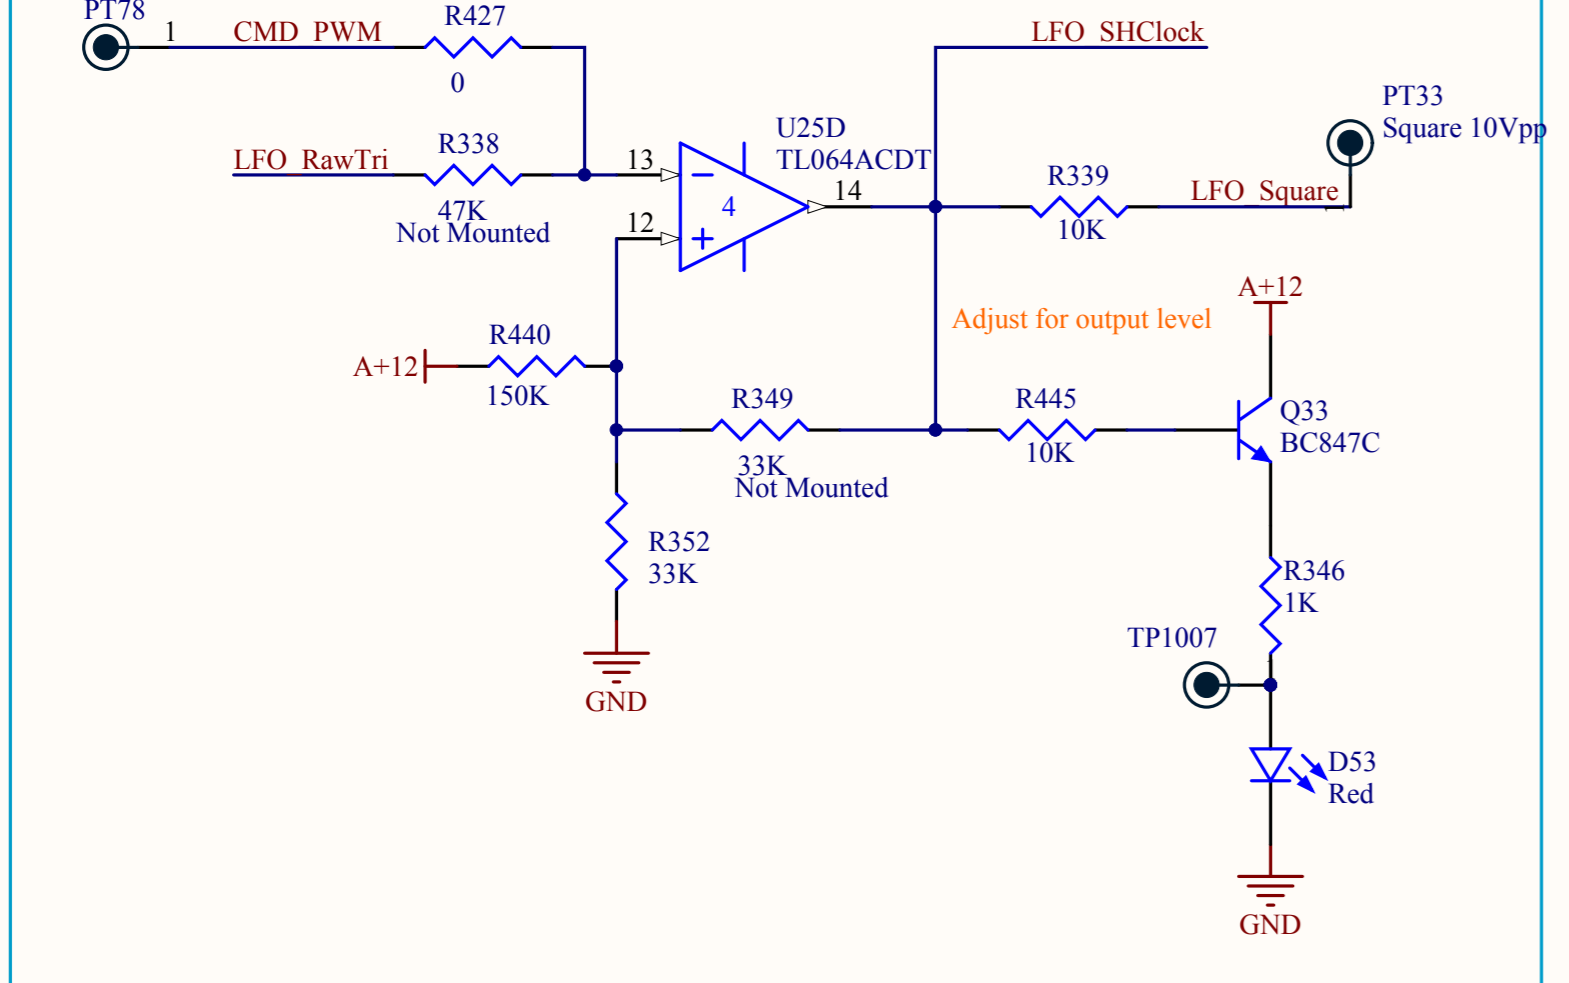 PT78
1
CMD_PWM
R427
0
LFO_SHClock
PT33
Square 10Vpp
LFO_RawTri
R338
47K
Not Mounted
13
12
4
U25D
TL064ACDT
14
R339
10K
LFO_Square
1
A+12
Adjust for output level
R440
150K
A+12
R349
33K
Not Mounted
R445
10K
Q33
BC847C
R352
33K
GND
R346
1K
TP1007
D53
Red
GND